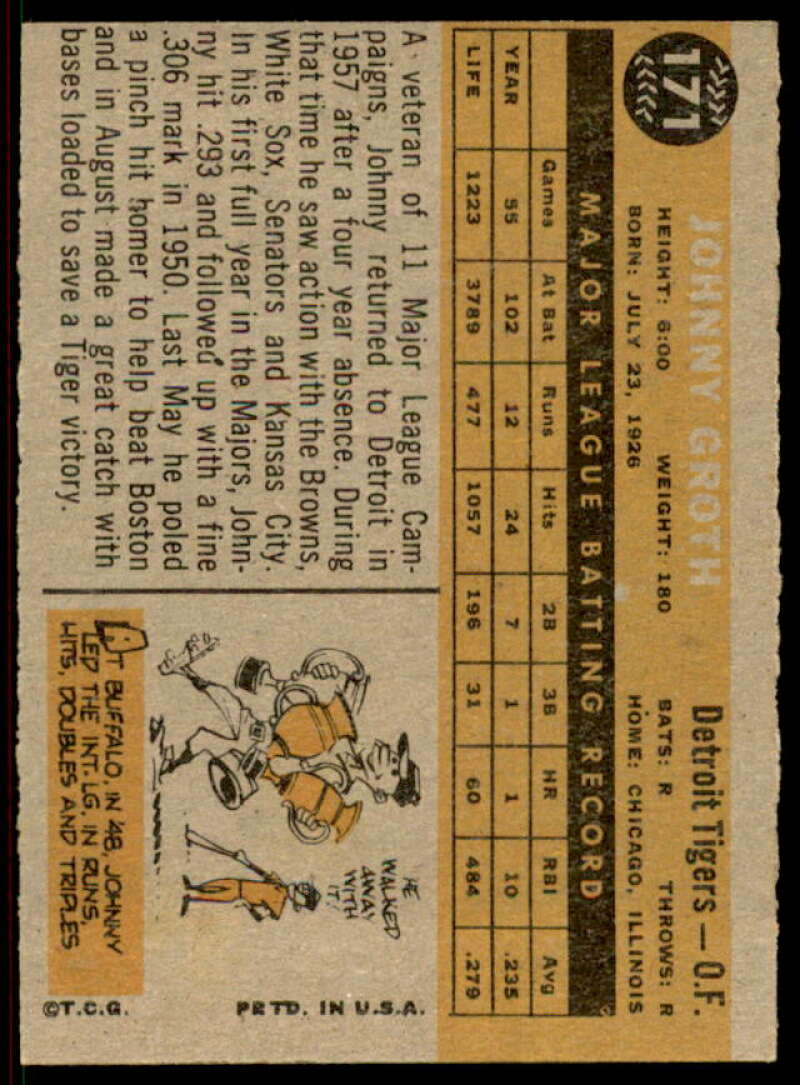 171
JOHNNY GROTH
Detroit Tigers — O.F.
HEIGHT: 6:00 WEIGHT: 180 BATS: R THROWS: R
BORN: JULY 23, 1926 HOME: CHICAGO, ILLINOIS
MAJOR LEAGUE BATTING RECORD
Games At Bat Runs Hits 2B 3B HR RBI Avg
YEAR 55 102 12 24 7 1 1 10 .235
LIFE 1223 3789 477 1057 196 31 60 484 .279
A veteran of 11 Major League Cam-
paigns, Johnny returned to Detroit in
1957 after a four year absence. During
that time he saw action with the Browns,
White Sox, Senators and Kansas City.
In his first full year in the Majors, John-
ny hit .293 and followed up with a fine
.306 mark in 1950. Last May he poled
a pinch hit homer to help beat Boston
and in August made a great catch with
bases loaded to save a Tiger victory.
HE
WALKED
AWAY
WITH
IT!
AT BUFFALO, IN '48, JOHNNY
LED THE INT. LG. IN RUNS,
HITS, DOUBLES AND TRIPLES
©T.C.G. PRTD. IN U.S.A.